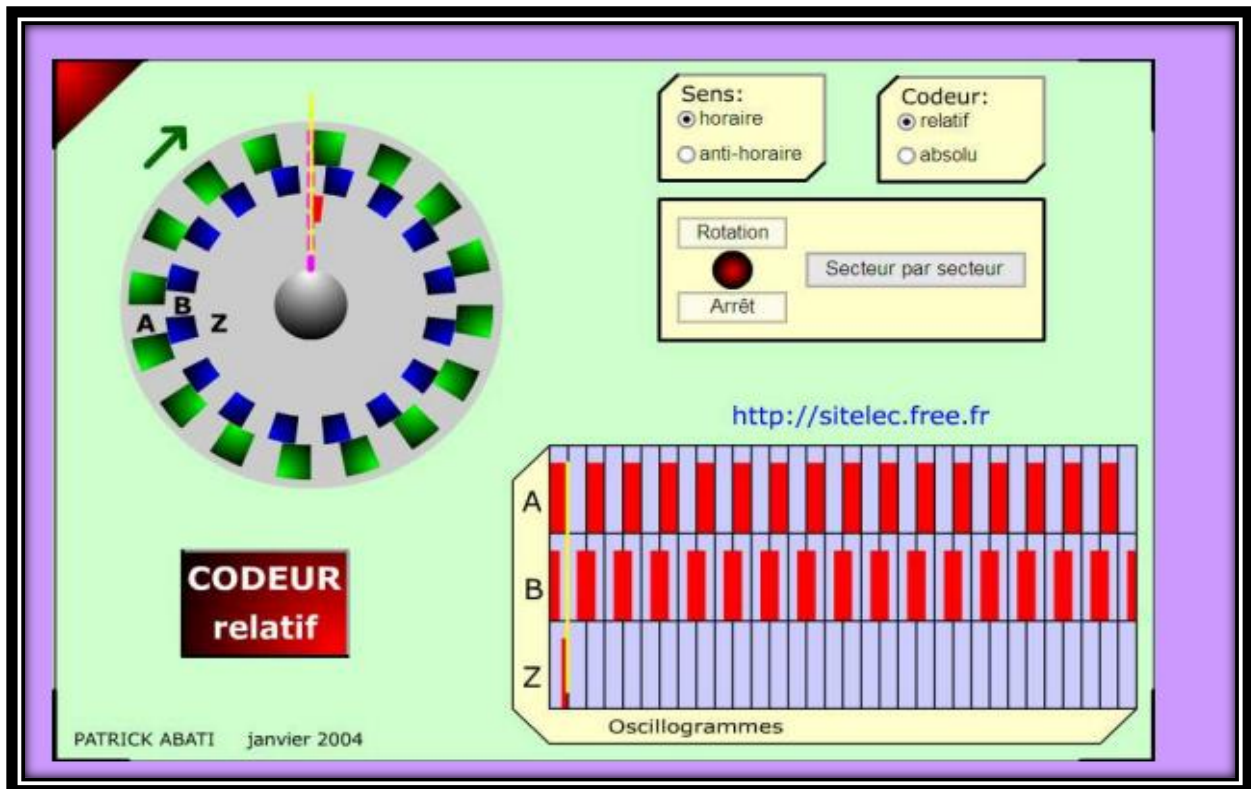 Sens:
horaire
anti-horaire
Codeur:
relatif
absolu
Rotation
Secteur par secteur
Arrêt
A
B
Z
http://sitelec.free.fr
A
B
Z
Oscillogrammes
CODEUR
relatif
PATRICK ABATI janvier 2004